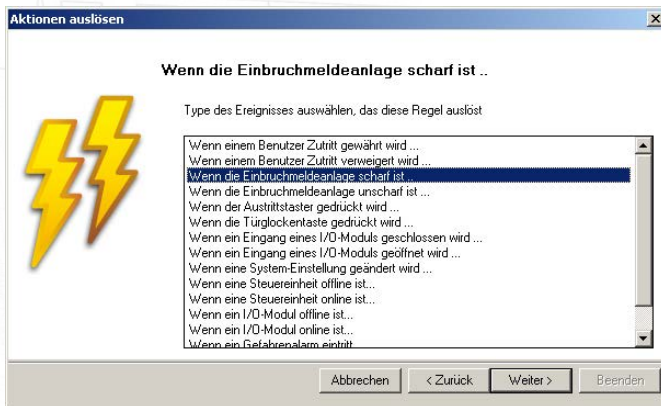 Aktionen auslösen
Wenn die Einbruchmeldeanlage scharf ist ..
Type des Ereignisses auswählen, das diese Regel auslöst
Wenn einem Benutzer Zutritt gewährt wird ...
Wenn einem Benutzer Zutritt verweigert wird ...
Wenn die Einbruchmeldeanlage scharf ist ..
Wenn die Einbruchmeldeanlage unscharf ist ...
Wenn der Austrittstaster gedrückt wird ...
Wenn die Türglockentaste gedrückt wird ...
Wenn ein Eingang eines I/O-Moduls geschlossen wird ...
Wenn ein Eingang eines I/O-Moduls geöffnet wird ...
Wenn eine System-Einstellung geändert wird ...
Wenn eine Steuereinheit offline ist...
Wenn eine Steuereinheit online ist...
Wenn ein I/O-Modul offline ist...
Wenn ein I/O-Modul online ist...
Wenn ein Gefahrenalarm eintritt
Abbrechen < Zurück Weiter > Beenden